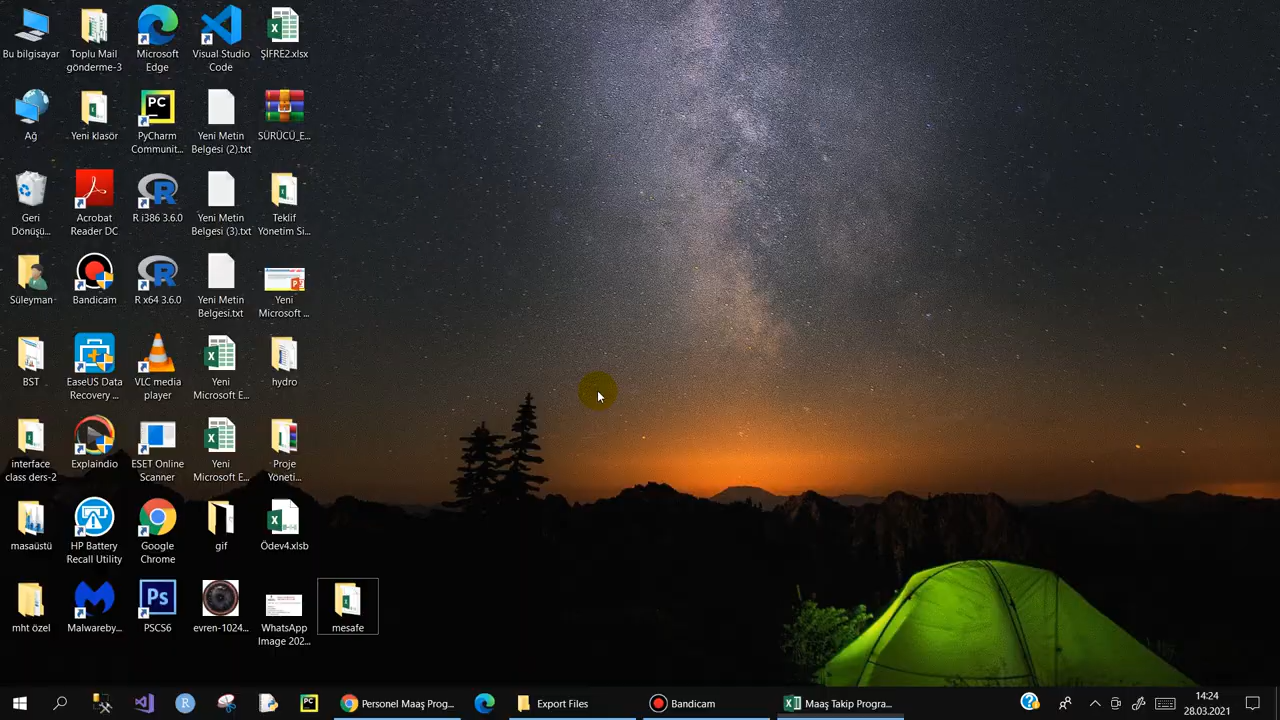 Bu bilgisayar
Toplu Mail
gönderme-3
Microsoft
Edge
Visual Studio
Code
ŞİFRE2.xlsx
Ağ
Yeni klasör
PyCharm
Communit...
Yeni Metin
Belgesi (2).txt
SÜRÜCÜ_E...
Geri
Dönüşü...
Acrobat
Reader DC
R i386 3.6.0
Yeni Metin
Belgesi (3).txt
Teklif
Yönetim Si...
Süleyman
Bandicam
R x64 3.6.0
Yeni Metin
Belgesi.txt
Yeni
Microsoft ...
BST
EaseUS Data
Recovery ...
VLC media
player
Yeni
Microsoft E...
hydro
interface
class ders-2
Explaindio
ESET Online
Scanner
Yeni
Microsoft E...
Proje
Yöneti...
masaüstü
HP Battery
Recall Utility
Google
Chrome
gif
Ödev4.xlsb
mht özel
Malwareby...
PSCS6
evren-1024...
WhatsApp
Image 202...
mesafe
Personel Maaş Prog...
Export Files
Bandicam
Maaş Takip Progra...
14:24
28.03.2021